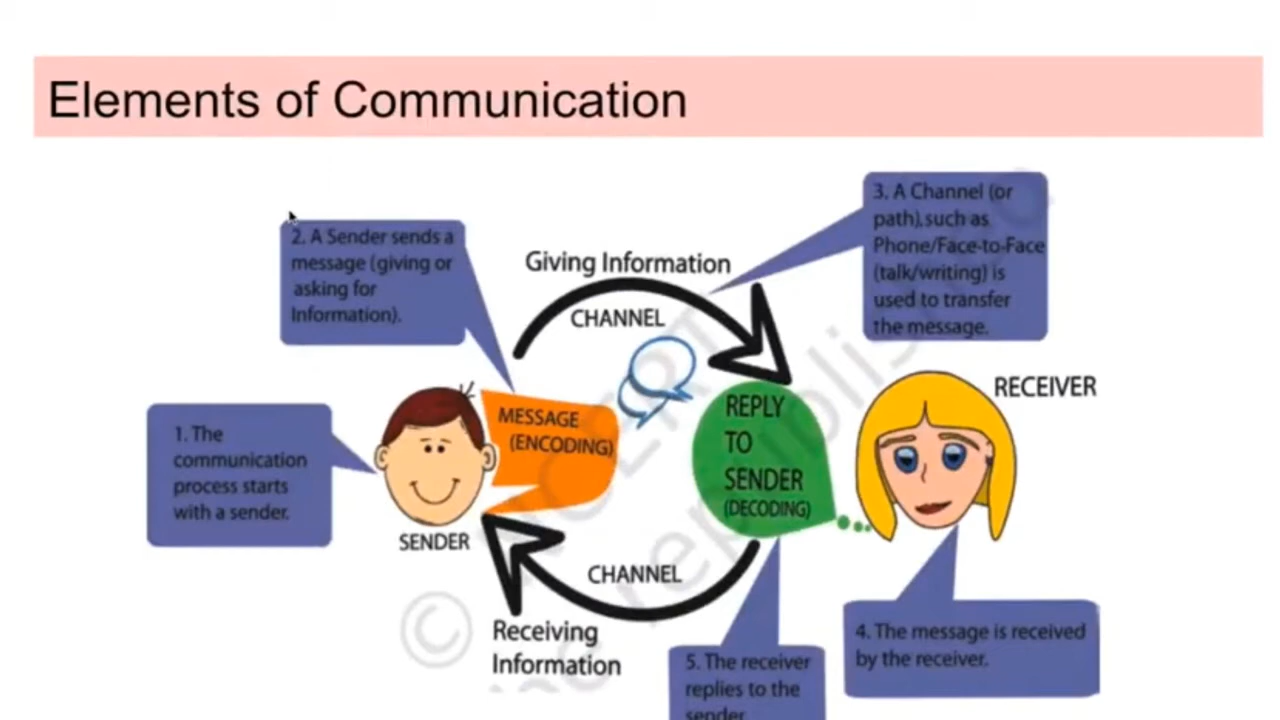 Elements of Communication
2. A Sender sends a
message (giving or
asking for
Information).
Giving Information
CHANNEL
3. A Channel (or
path),such as
Phone/Face-to-Face
(talk/writing) is
used to transfer
the message.
1. The
communication
process starts
with a sender.
MESSAGE
(ENCODING)
SENDER
REPLY
TO
SENDER
(DECODING)
RECEIVER
CHANNEL
Receiving
Information
4. The message is received
by the receiver.
5. The receiver
replies to the
sender